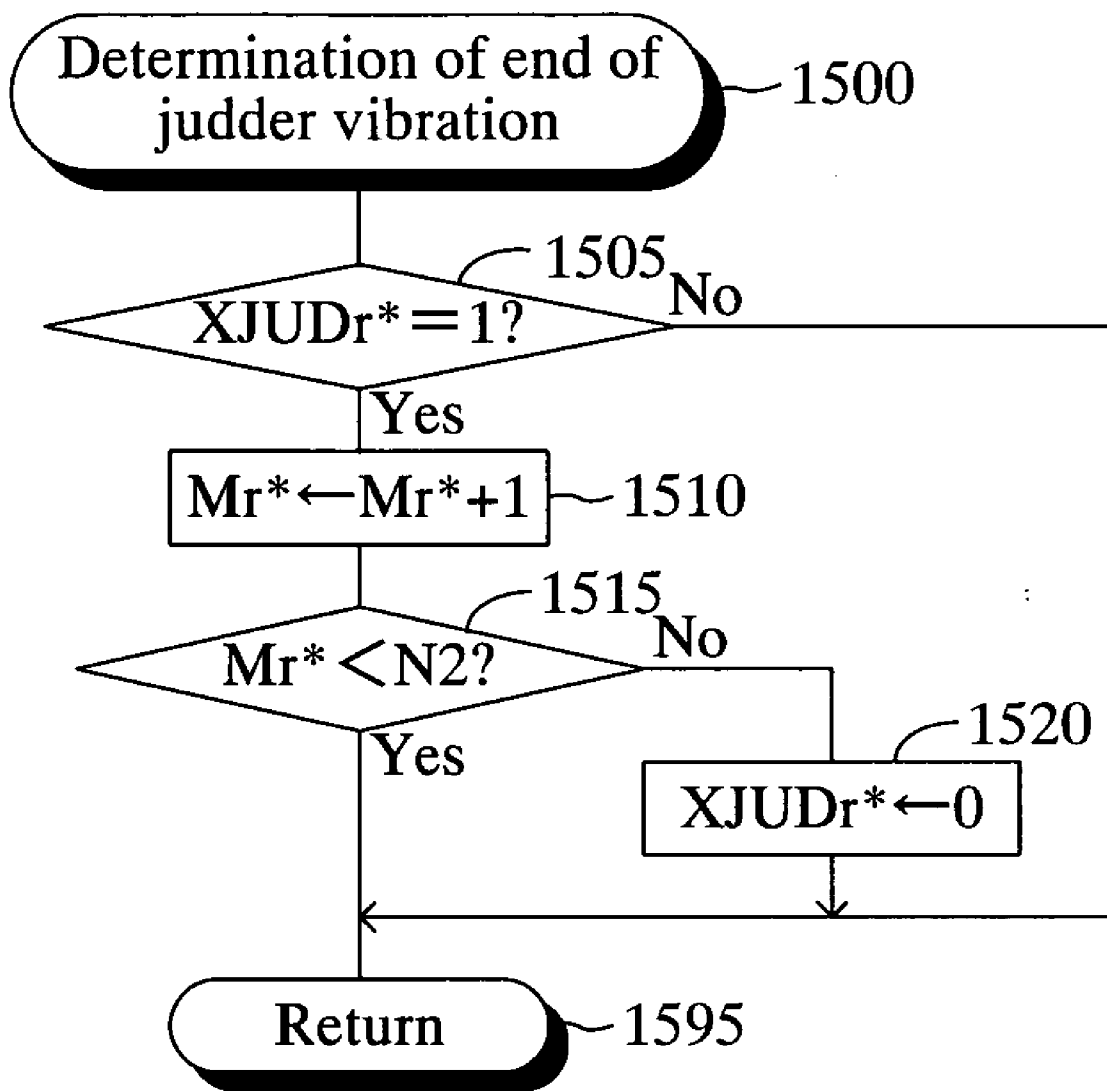 Determination of end of
judder vibration
1500
1505
XJUDr*=1?
No
Yes
Mr*←Mr*+1
1510
1515
Mr*<N2?
No
Yes
1520
XJUDr*←0
Return
1595